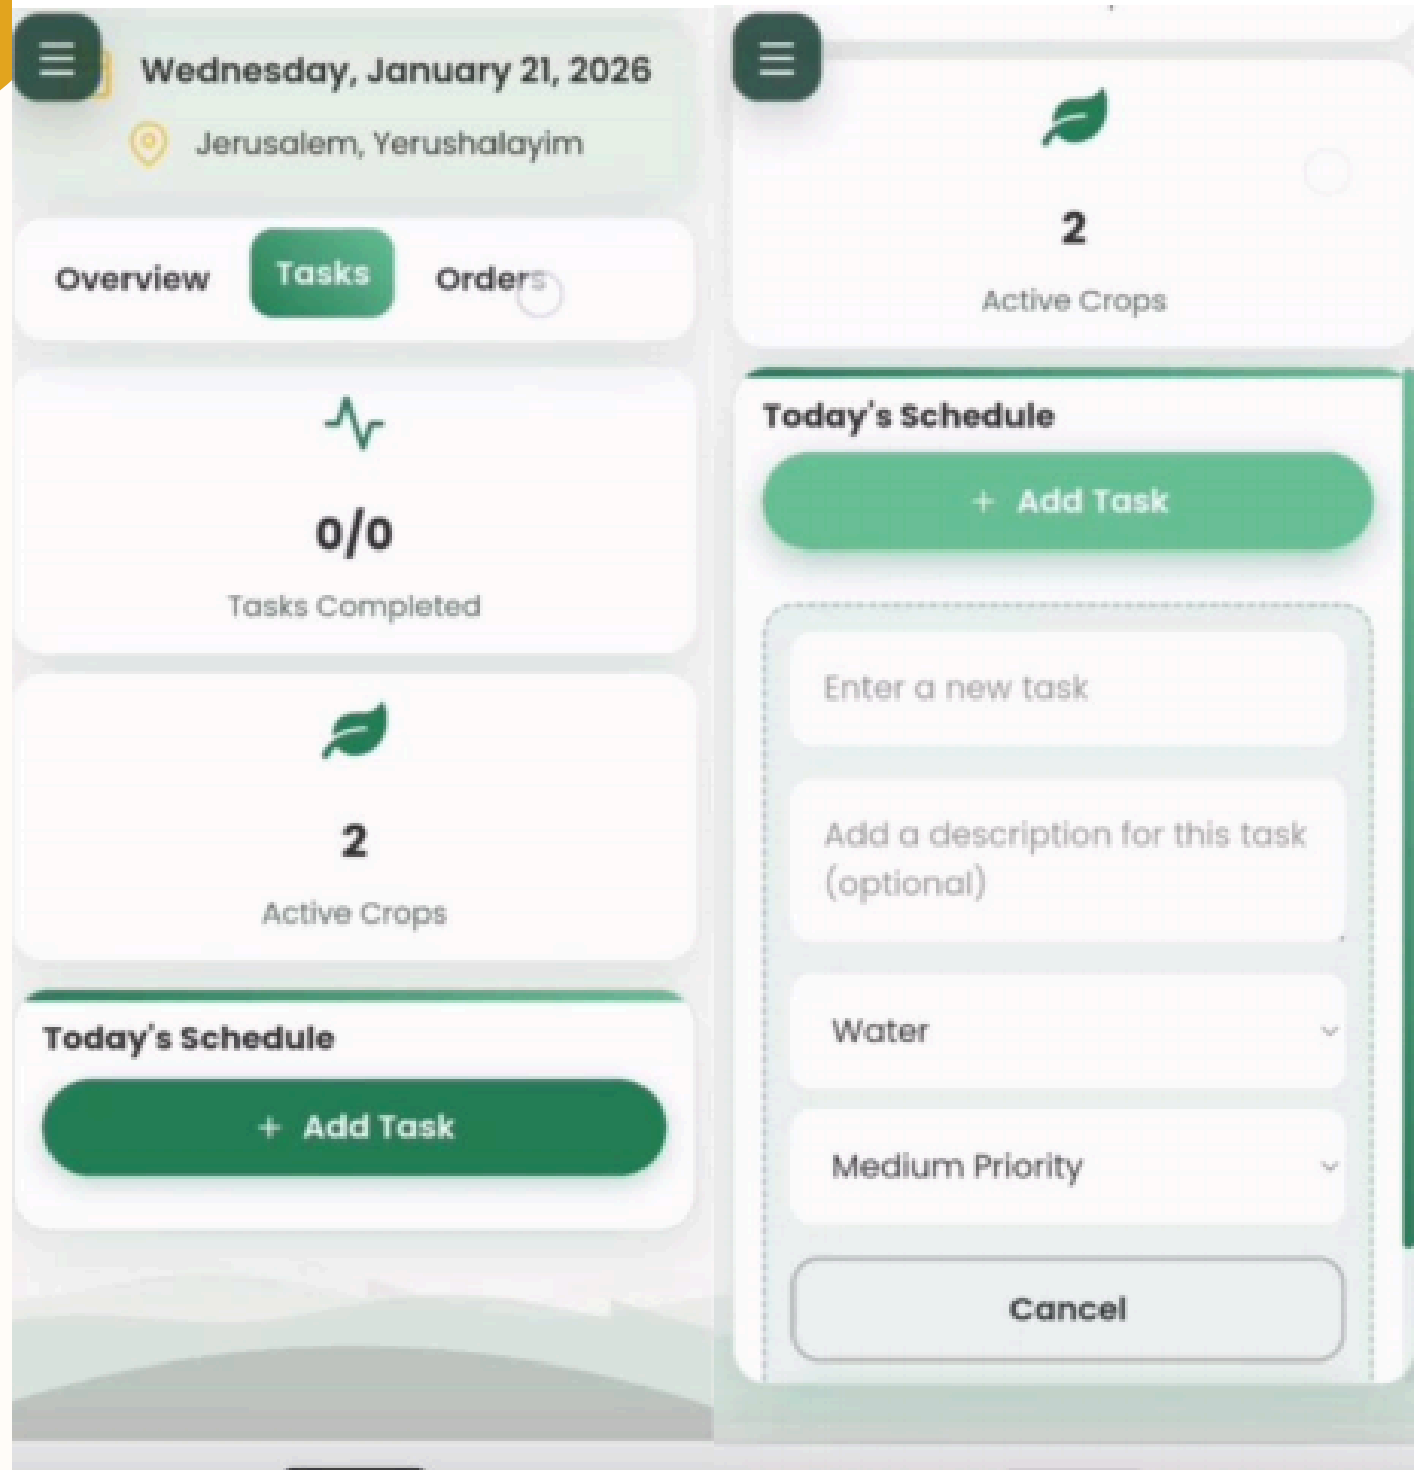 Wednesday, January 21, 2026
Jerusalem, Yerushalayim
Overview
Tasks
Orders
0/0
Tasks Completed
2
Active Crops
Today's Schedule
+ Add Task
2
Active Crops
Today's Schedule
+ Add Task
Enter a new task
Add a description for this task
(optional)
Water
Medium Priority
Cancel